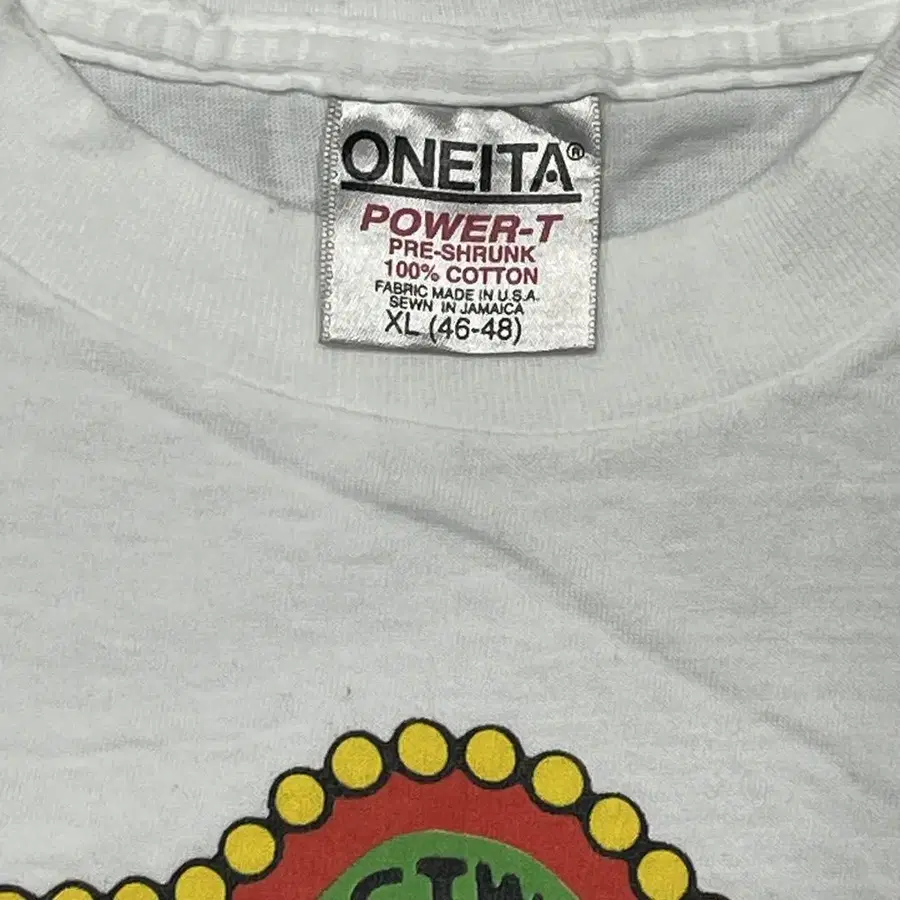 ONEITA®
POWER-T
PRE-SHRUNK
100% COTTON
FABRIC MADE IN U.S.A.
SEWN IN JAMAICA
XL (46-48)